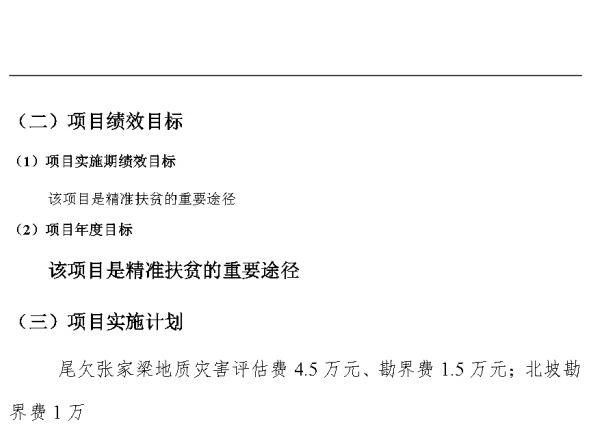 （二）项目绩效目标
（1）项目实施期绩效目标
该项目是精准扶贫的重要途径
（2）项目年度目标
该项目是精准扶贫的重要途径
（三）项目实施计划
尾欠张家梁地质灾害评估费 4.5 万元、勘界费 1.5 万元；北坡勘
界费 1 万